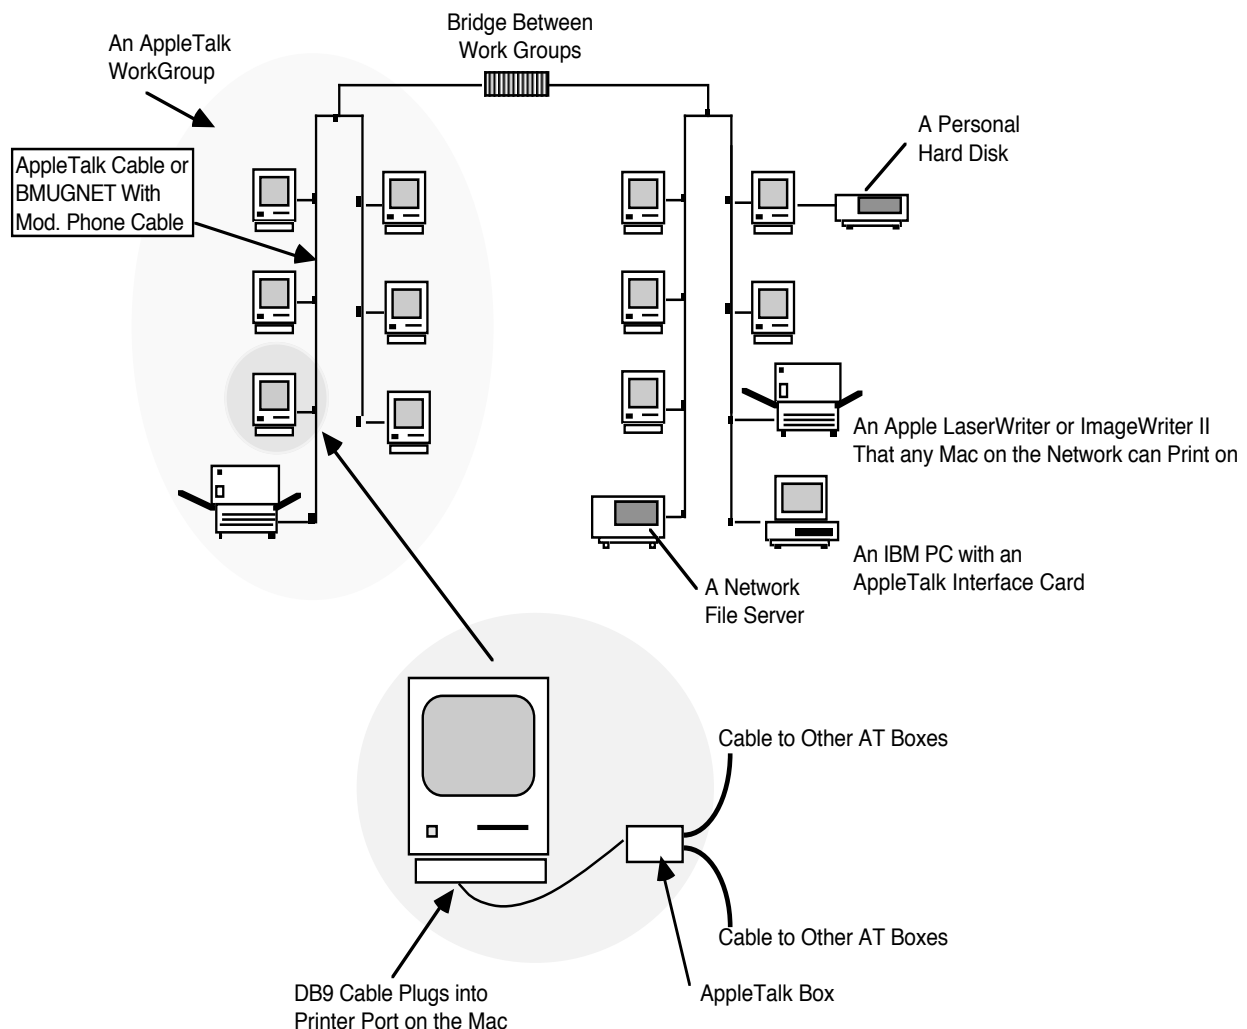 Bridge Between
Work Groups
An AppleTalk
WorkGroup
A Personal
Hard Disk
AppleTalk Cable or
BMUGNET With
Mod. Phone Cable
An Apple LaserWriter or ImageWriter II
That any Mac on the Network can Print on
An IBM PC with an
AppleTalk Interface Card
A Network
File Server
Cable to Other AT Boxes
Cable to Other AT Boxes
AppleTalk Box
DB9 Cable Plugs into
Printer Port on the Mac